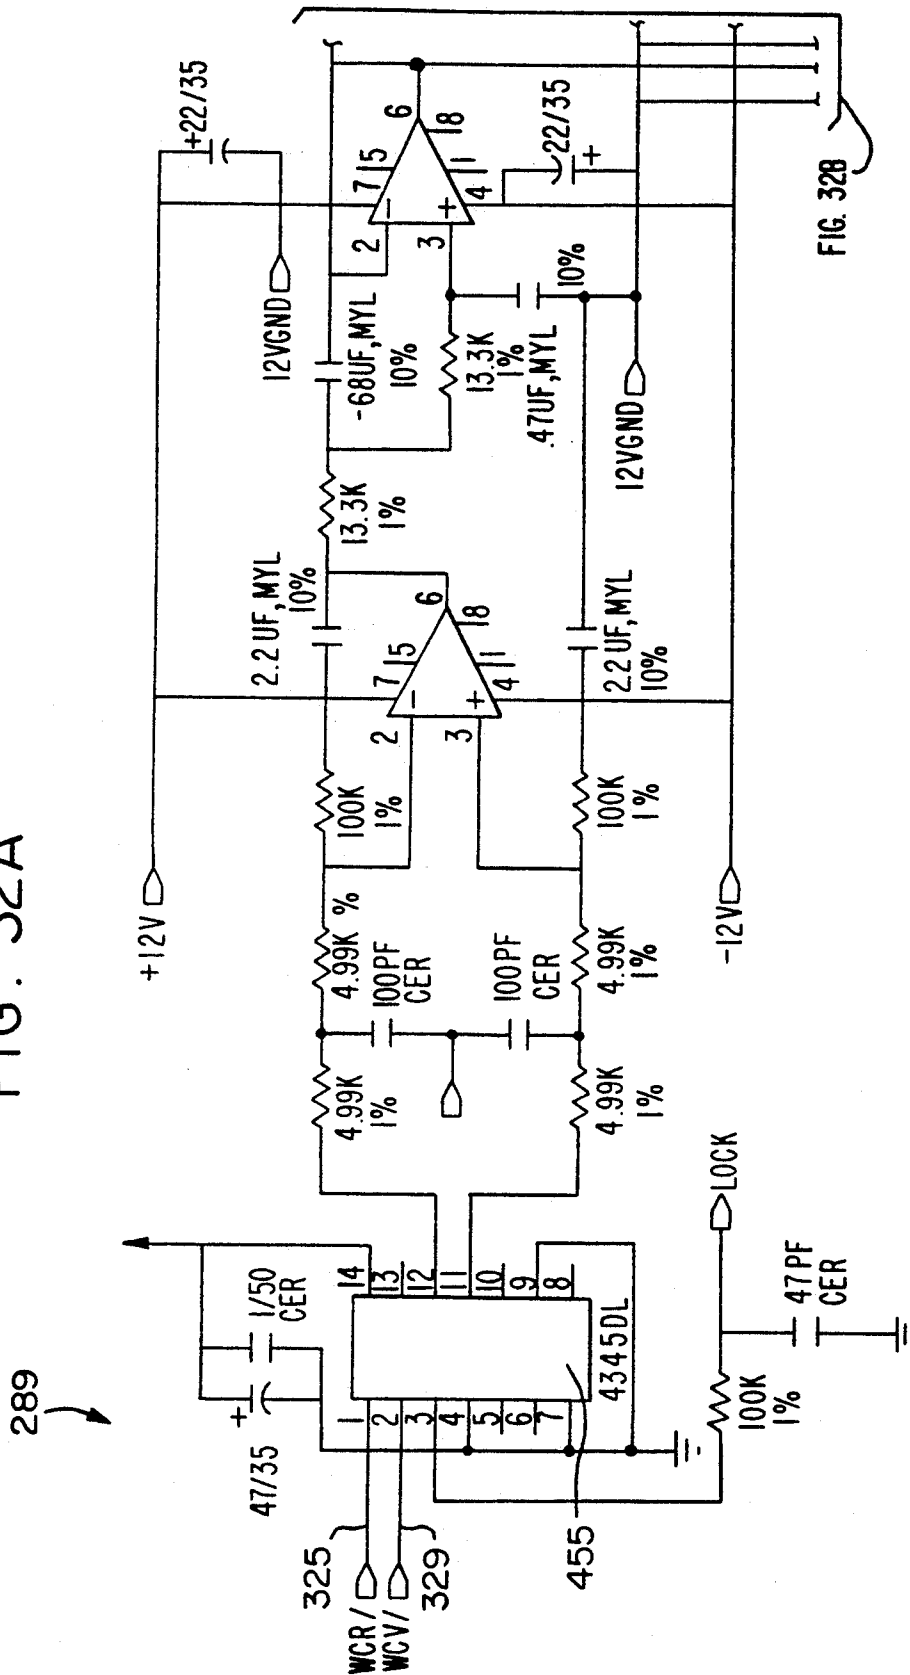 FIG. 32A
289
+12V
+22/35
12VGND
47/35
+
1/50
CER
4.99K
1%
4.99K %
100PF
CER
100K
1%
2.2 UF,MYL
10%
13.3K
1%
-68UF,MYL
10%
13.3K
1%
.47UF,MYL
10%
2
3
7
5
-
+
6
18
1
4
2
3
7
5
-
+
6
18
1
4
22/35
+
325
WCR/
WCV/
329
1
2
3
4
5
6
7
14
13
12
11
10
9
8
4345DL
455
100PF
CER
4.99K
1%
4.99K
1%
100K
1%
2.2 UF,MYL
10%
12VGND
-12V
LOCK
100K
1%
47PF
CER
FIG. 32B